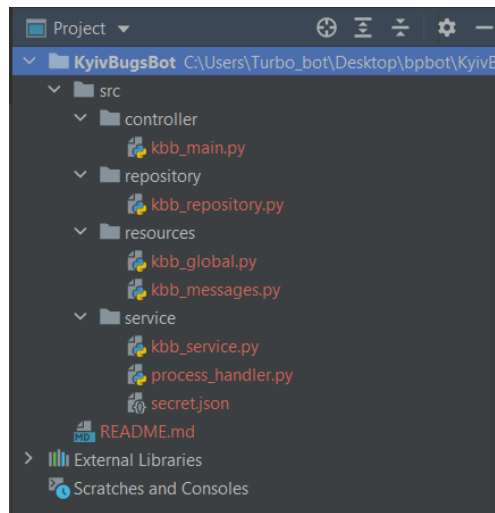 Project
KyivBugsBot C:\Users\Turbo_bot\Desktop\bpbot\KyivB
src
controller
kbb_main.py
repository
kbb_repository.py
resources
kbb_global.py
kbb_messages.py
service
kbb_service.py
process_handler.py
secret.json
MD README.md
External Libraries
Scratches and Consoles